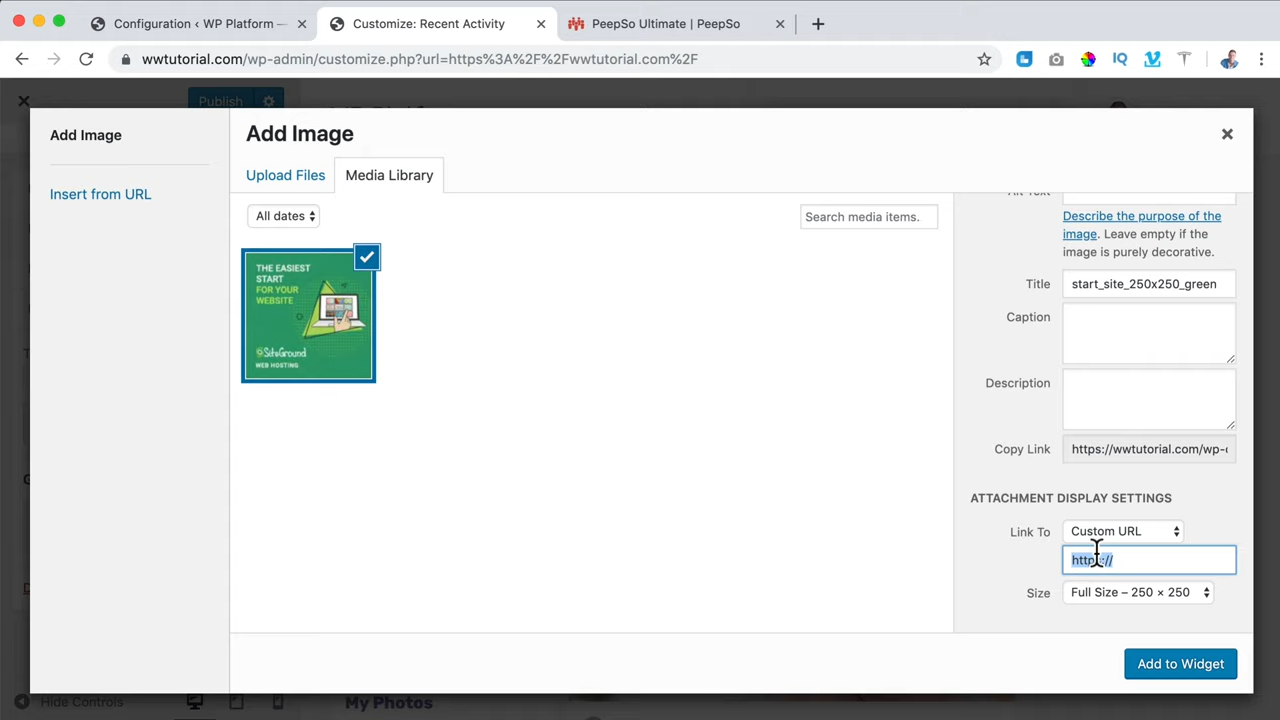 Configuration ‹ WP Platform —
Customize: Recent Activity
PeepSo Ultimate | PeepSo
wwtutorial.com/wp-admin/customize.php?url=https%3A%2F%2Fwwtutorial.com%2F
Publish
Add Image
Insert from URL
Add Image
Upload Files
Media Library
All dates
Search media items.
THE EASIEST
START
FOR YOUR
WEBSITE
SiteGround
WEB HOSTING
Alt Text
Describe the purpose of the
image. Leave empty if the
image is purely decorative.
Title
start_site_250x250_green
Caption
Description
Copy Link
https://wwtutorial.com/wp-c
ATTACHMENT DISPLAY SETTINGS
Link To
Custom URL
https://
Size
Full Size – 250 × 250
Add to Widget
Hide Controls
My Photos